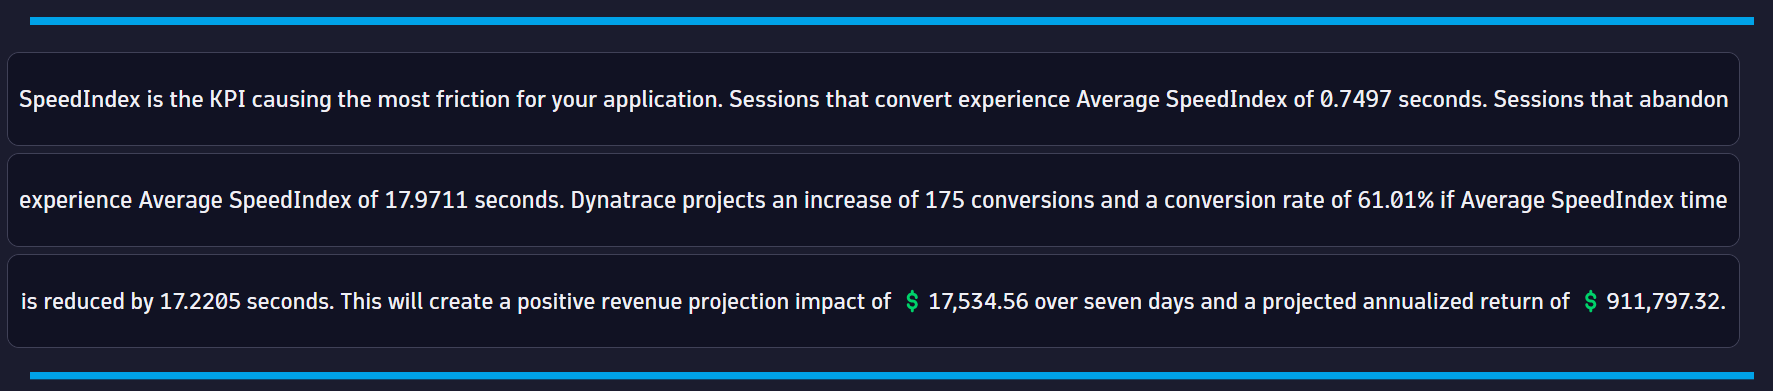 SpeedIndex is the KPI causing the most friction for your application. Sessions that convert experience Average SpeedIndex of 0.7497 seconds. Sessions that abandon
experience Average SpeedIndex of 17.9711 seconds. Dynatrace projects an increase of 175 conversions and a conversion rate of 61.01% if Average SpeedIndex time
is reduced by 17.2205 seconds. This will create a positive revenue projection impact of $ 17,534.56 over seven days and a projected annualized return of $ 911,797.32.